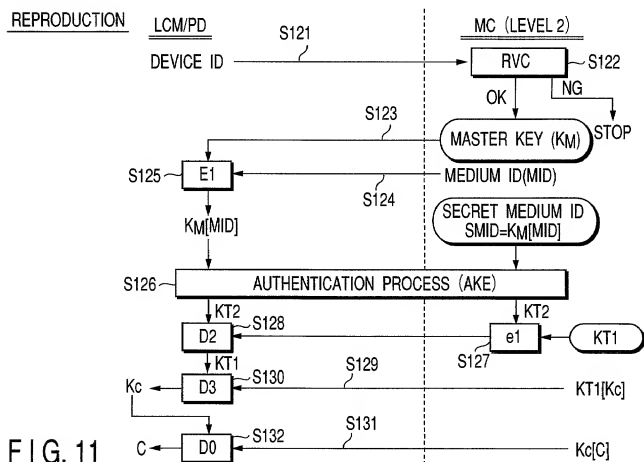 REPRODUCTION LCM/PD MC (LEVEL 2)
S121
DEVICE ID RVC S122
OK NG
STOP
S123
MASTER KEY (KM)
S125 E1 MEDIUM ID(MID)
S124
KM[MID]
SECRET MEDIUM ID
SMID=KM[MID]
S126 AUTHENTICATION PROCESS (AKE)
KT2 KT2
D2 S128 e1 KT1
S127
KT1 S129
Kc D3 S130 KT1[Kc]
S131
C D0 S132 Kc[C]
FIG. 11